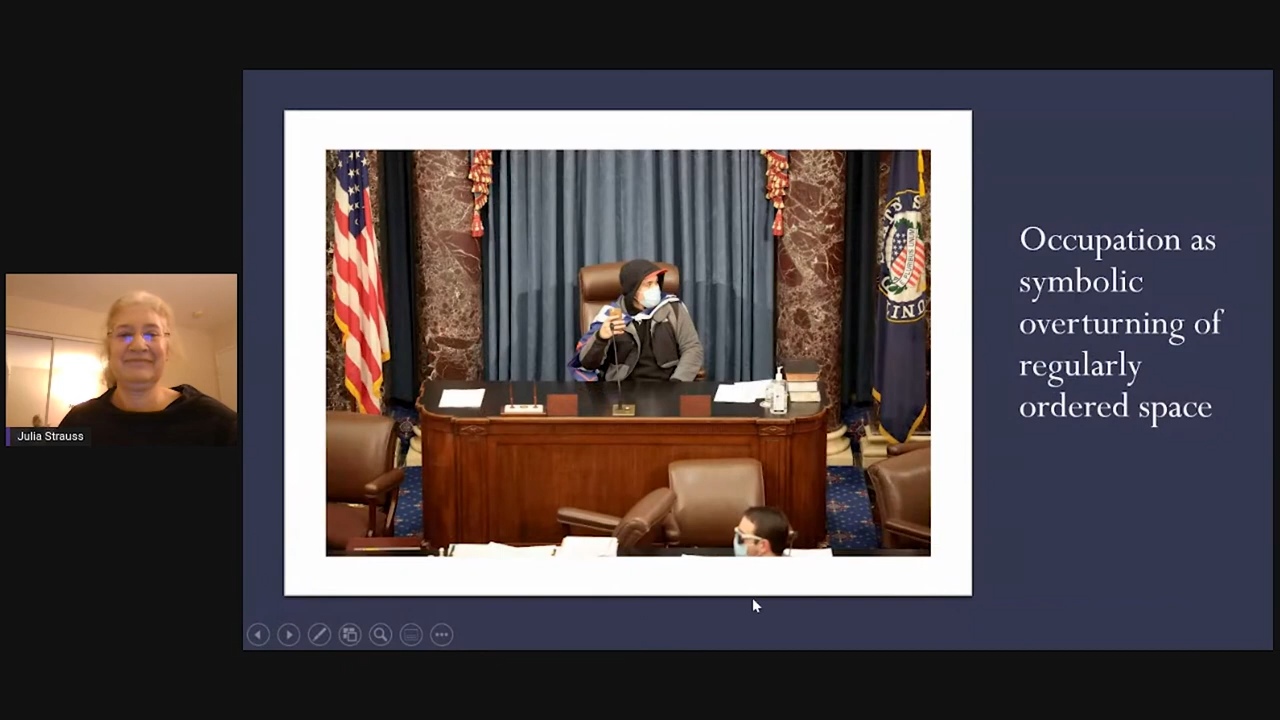 Occupation as
symbolic
overturning of
regularly
ordered space
Julia Strauss